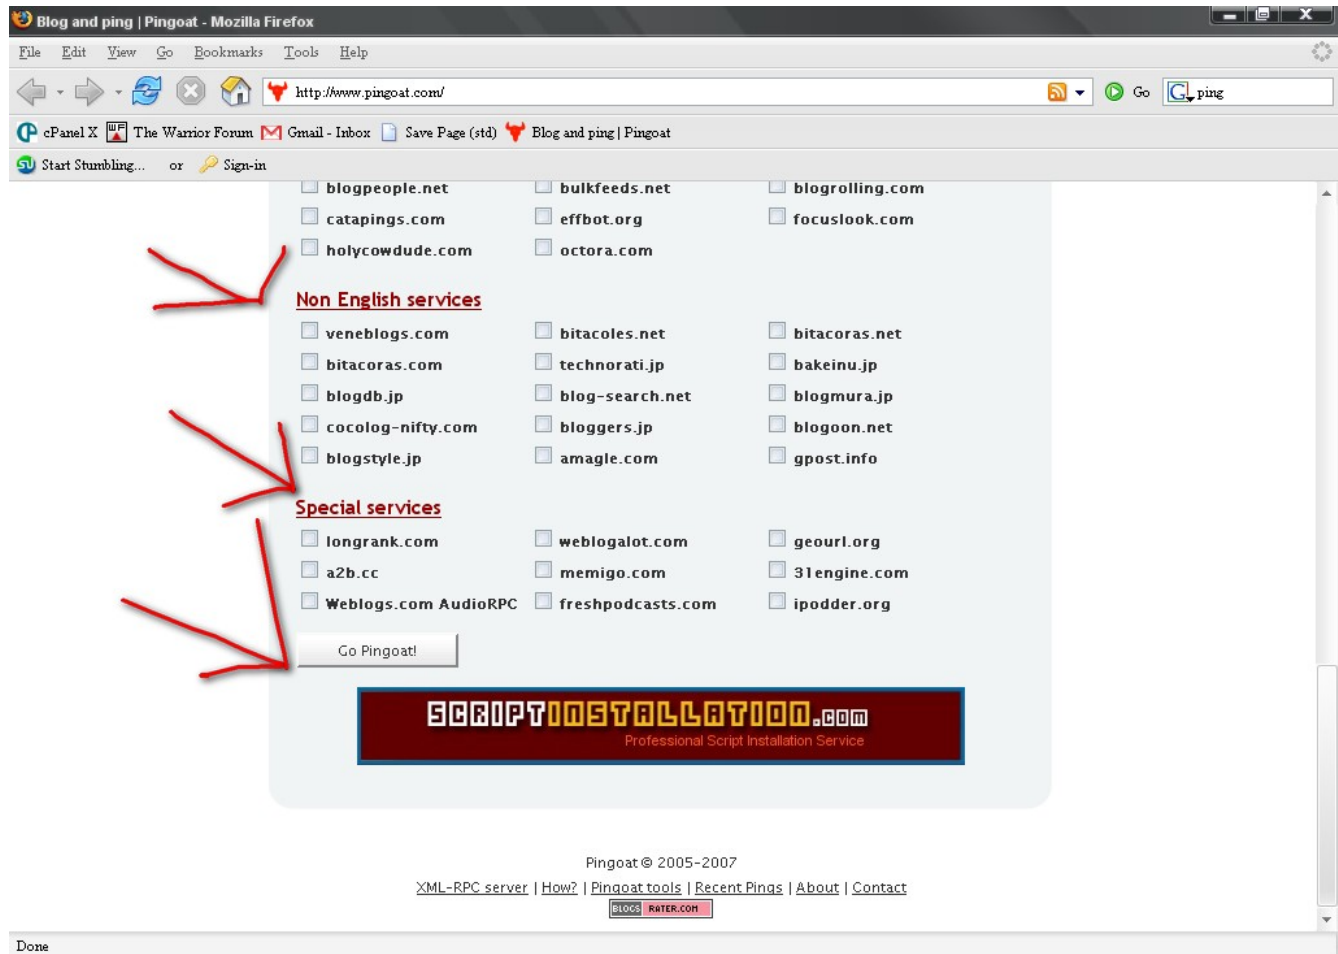 Blog and ping | Pingoat - Mozilla Firefox
File Edit View Go Bookmarks Tools Help
http://www.pingoat.com/ Go G ping
cPanel X The Warrior Forum Gmail - Inbox Save Page (std) Blog and ping | Pingoat
Start Stumbling... or Sign-in
blogpeople.net bulkfeeds.net blogrolling.com
catapings.com effbot.org focuslook.com
holycowdude.com octora.com
Non English services
veneblogs.com bitacoles.net bitacoras.net
bitacoras.com technorati.jp bakeinu.jp
blogdb.jp blog-search.net blogmura.jp
cocolog-nifty.com bloggers.jp blogoon.net
blogstyle.jp amagle.com gpost.info
Special services
longrank.com weblogalot.com geourl.org
a2b.cc memigo.com 31engine.com
Weblogs.com AudioRPC freshpodcasts.com ipodder.org
Go Pingoat!
SCRIPTINSTALLATION.COM
Professional Script Installation Service
Pingoat © 2005-2007
XML-RPC server | How? | Pingoat tools | Recent Pings | About | Contact
BLOGS RATER.COM
Done